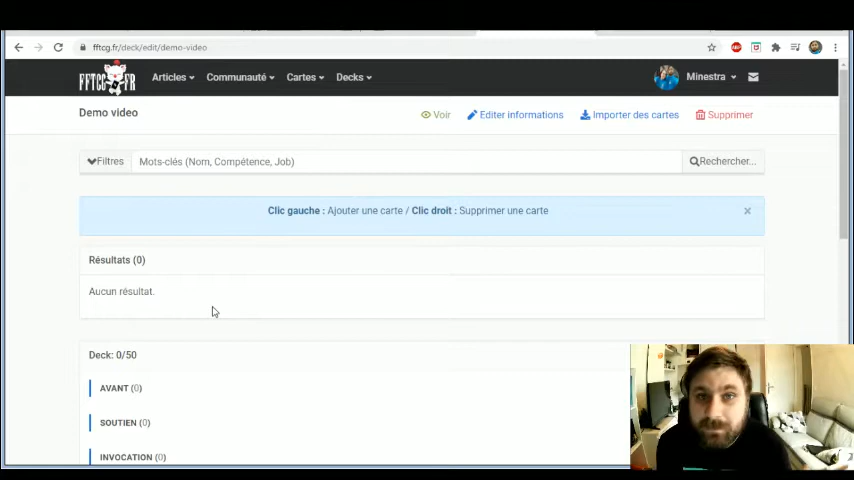 fftcg.fr/deck/edit/demo-video
FFTCG FR
Articles
Communauté
Cartes
Decks
Minestra
Demo video
Voir
Editer informations
Importer des cartes
Supprimer
Filtres
Mots-clés (Nom, Compétence, Job)
Rechercher...
Clic gauche : Ajouter une carte / Clic droit : Supprimer une carte
Résultats (0)
Aucun résultat.
Deck: 0/50
AVANT (0)
SOUTIEN (0)
INVOCATION (0)